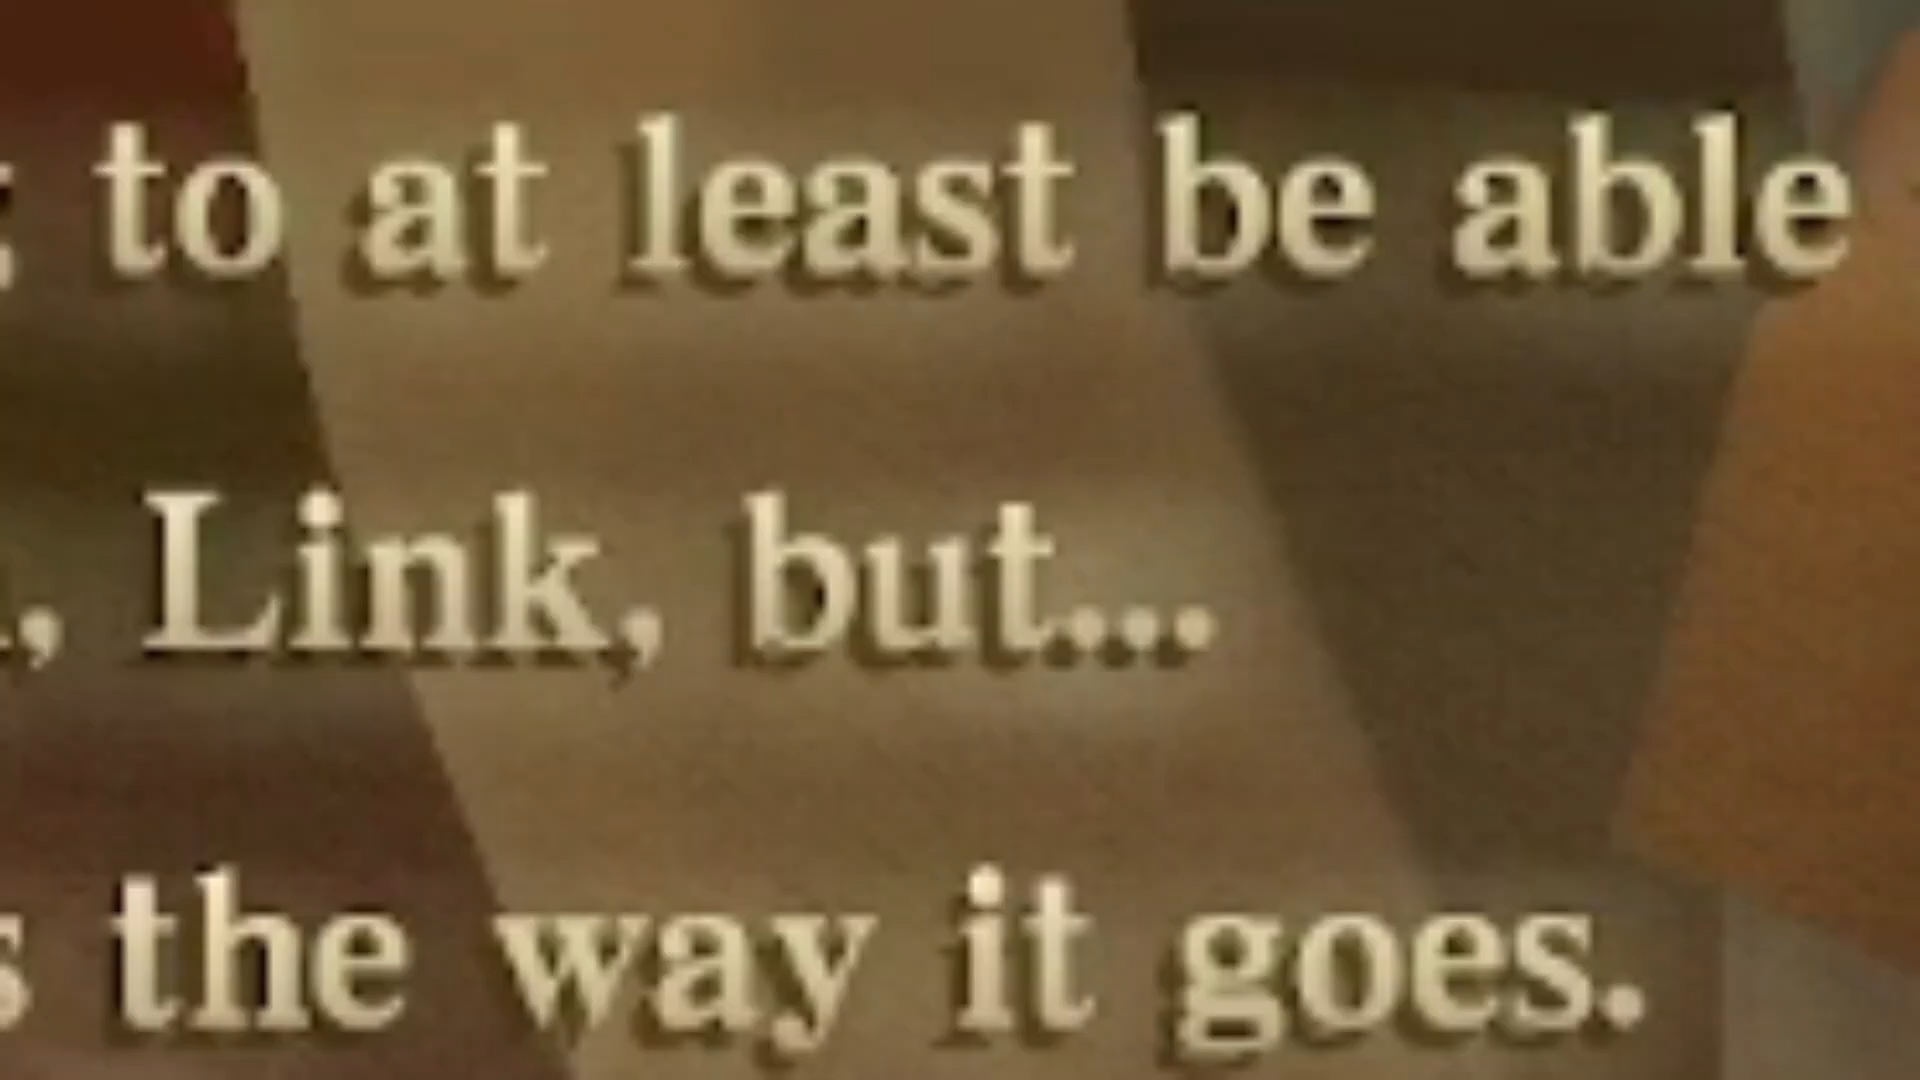 to at least be able
, Link, but...
s the way it goes.